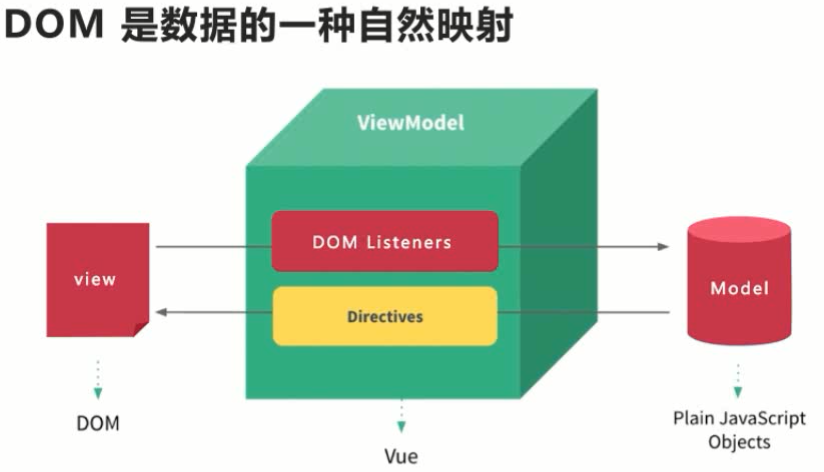 DOM 是数据的一种自然映射
ViewModel
DOM Listeners
view
Model
Directives
DOM
Vue
Plain JavaScript
Objects